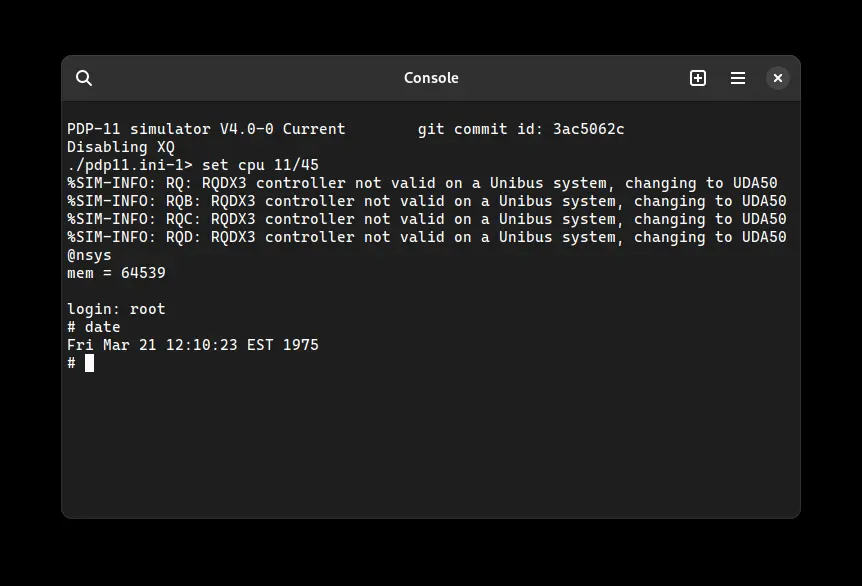 Console
PDP-11 simulator V4.0-0 Current        git commit id: 3ac5062c
Disabling XQ
./pdp11.ini-1> set cpu 11/45
%SIM-INFO: RQ: RQDX3 controller not valid on a Unibus system, changing to UDA50
%SIM-INFO: RQB: RQDX3 controller not valid on a Unibus system, changing to UDA50
%SIM-INFO: RQC: RQDX3 controller not valid on a Unibus system, changing to UDA50
%SIM-INFO: RQD: RQDX3 controller not valid on a Unibus system, changing to UDA50
@nsys
mem = 64539
login: root
# date
Fri Mar 21 12:10:23 EST 1975
#